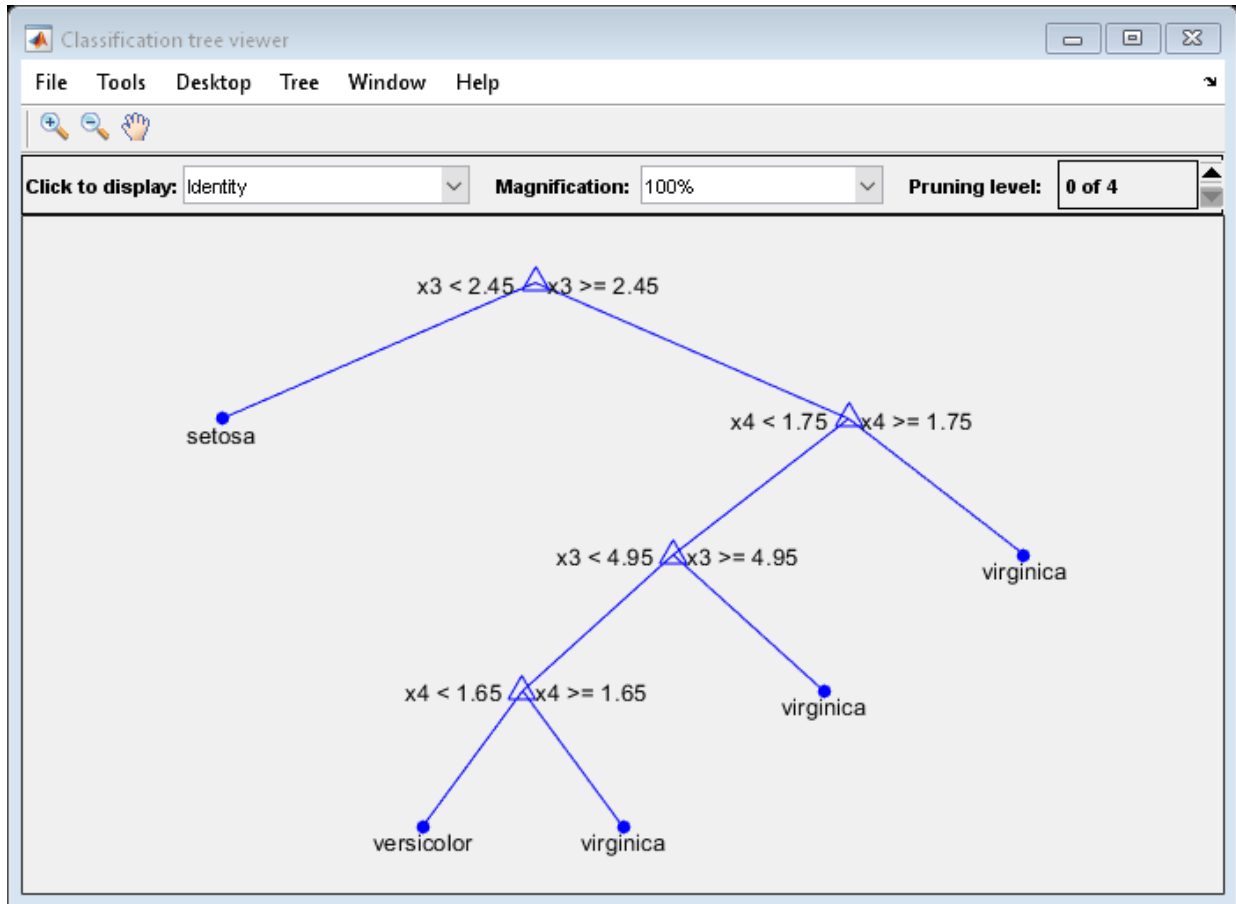 Classification tree viewer
File Tools Desktop Tree Window Help
Click to display: Identity Magnification: 100% Pruning level: 0 of 4
x3 < 2.45 x3 >= 2.45
setosa
x4 < 1.75 x4 >= 1.75
x3 < 4.95 x3 >= 4.95
virginica
x4 < 1.65 x4 >= 1.65
virginica
versicolor virginica